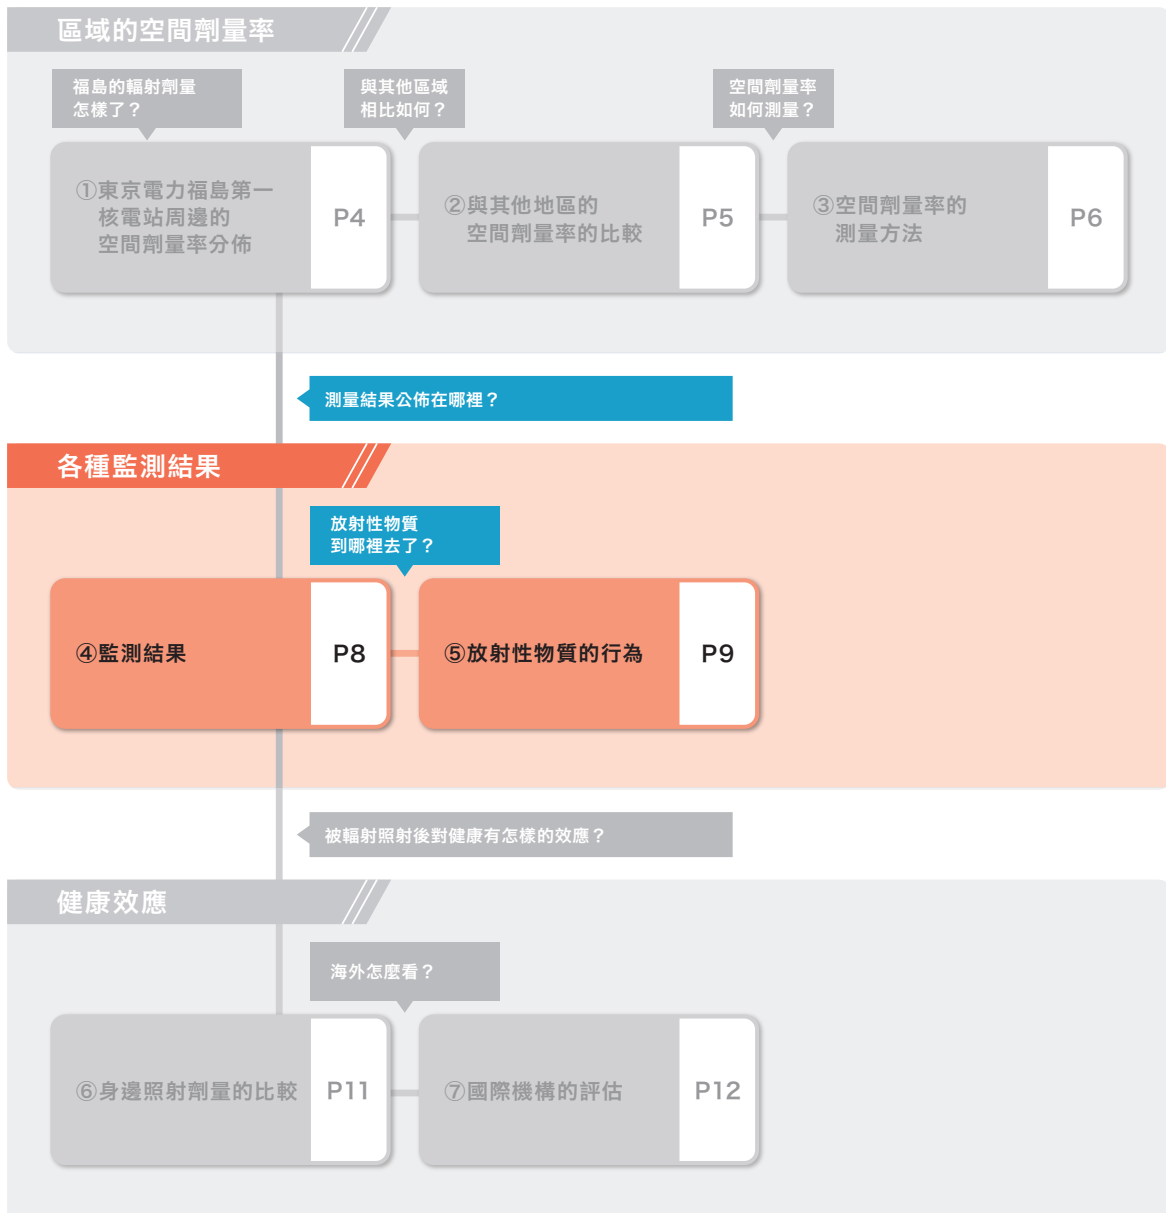 區域的空間劑量率
福島的輻射劑量
怎樣了？
與其他區域
相比如何？
空間劑量率
如何測量？
①東京電力福島第一
核電站周邊的
空間劑量率分佈
P4
②與其他地區的
空間劑量率的比較
P5
③空間劑量率的
測量方法
P6
測量結果公佈在哪裡？
各種監測結果
放射性物質
到哪裡去了？
④監測結果
P8
⑤放射性物質的行為
P9
被輻射照射後對健康有怎樣的效應？
健康效應
海外怎麼看？
⑥身邊照射劑量的比較
P11
⑦國際機構的評估
P12